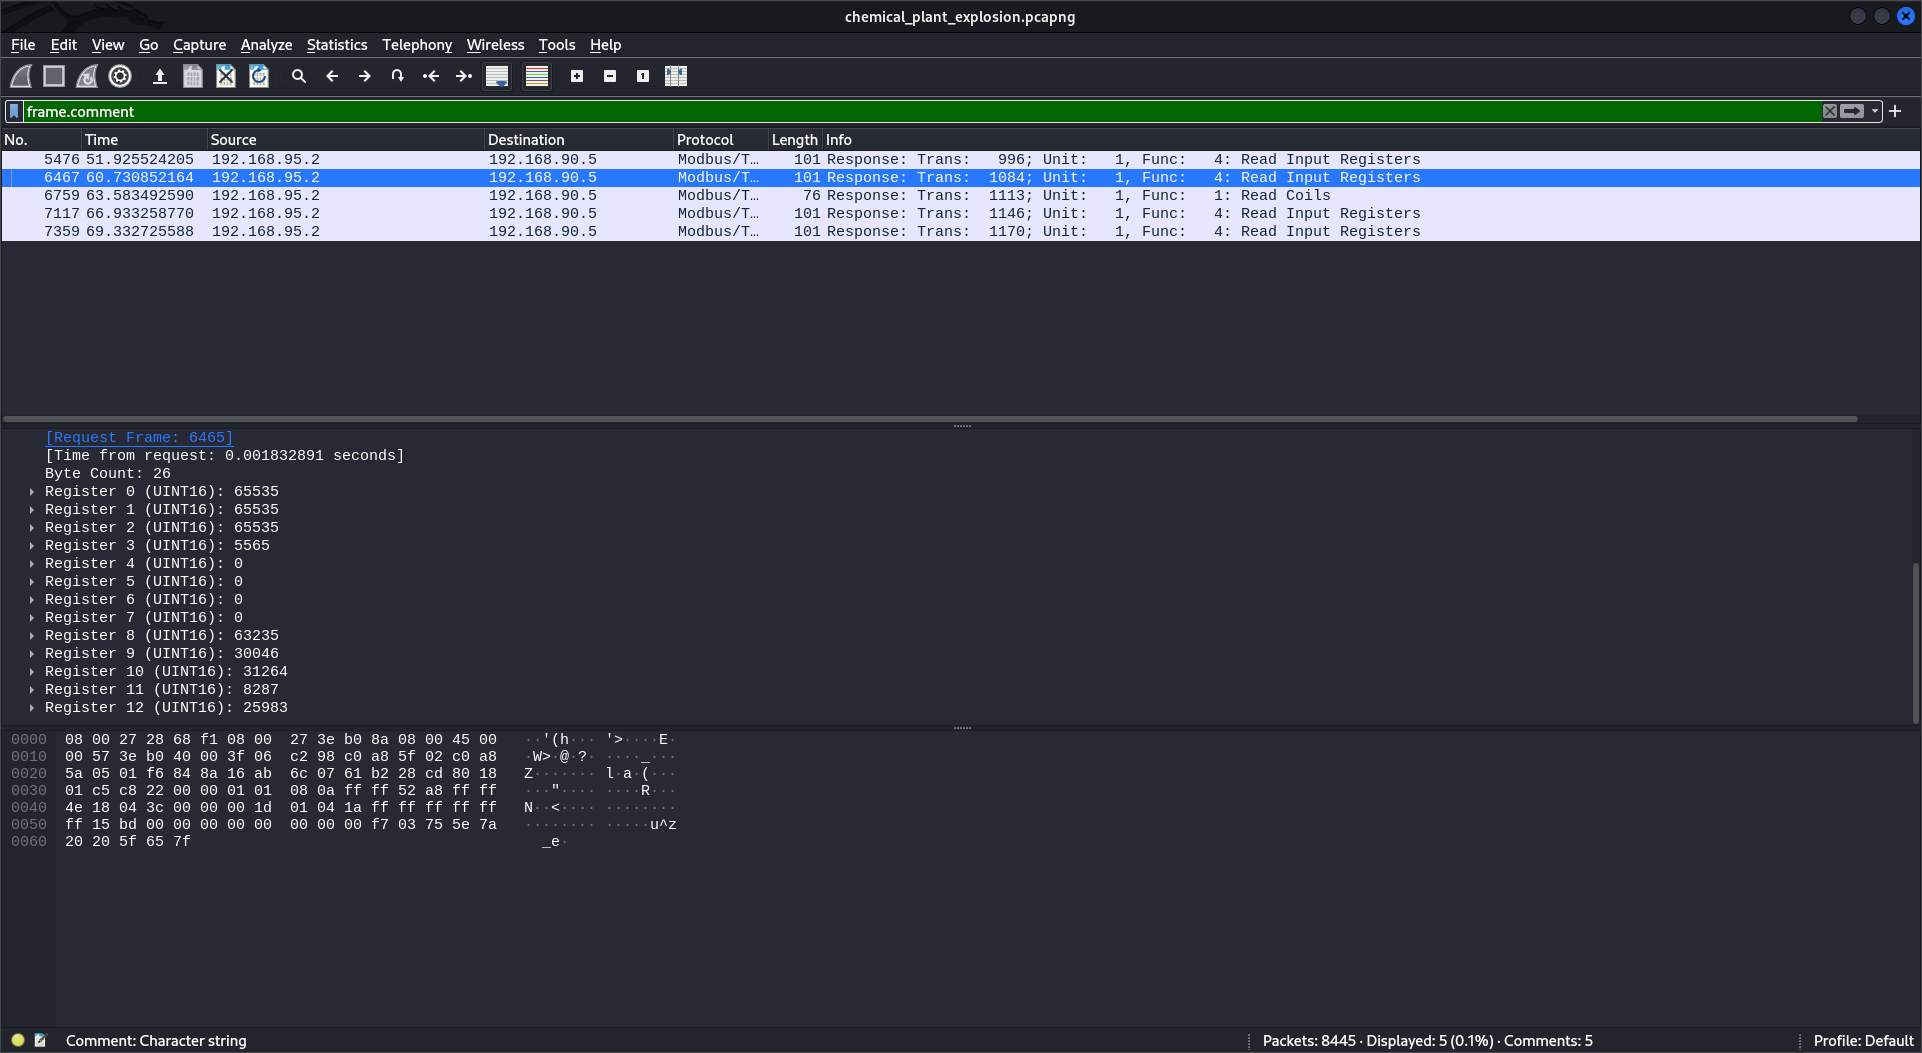 chemical_plant_explosion.pcapng
File Edit View Go Capture Analyze Statistics Telephony Wireless Tools Help
frame.comment
No. Time Source Destination Protocol Length Info
5476 51.925524205 192.168.95.2 192.168.90.5 Modbus/T… 101 Response: Trans: 996; Unit: 1, Func: 4: Read Input Registers
6467 60.730852164 192.168.95.2 192.168.90.5 Modbus/T… 101 Response: Trans: 1084; Unit: 1, Func: 4: Read Input Registers
6759 63.583492590 192.168.95.2 192.168.90.5 Modbus/T… 76 Response: Trans: 1113; Unit: 1, Func: 1: Read Coils
7117 66.933258770 192.168.95.2 192.168.90.5 Modbus/T… 101 Response: Trans: 1146; Unit: 1, Func: 4: Read Input Registers
7359 69.332725588 192.168.95.2 192.168.90.5 Modbus/T… 101 Response: Trans: 1170; Unit: 1, Func: 4: Read Input Registers
[Request Frame: 6465]
[Time from request: 0.001832891 seconds]
Byte Count: 26
Register 0 (UINT16): 65535
Register 1 (UINT16): 65535
Register 2 (UINT16): 65535
Register 3 (UINT16): 5565
Register 4 (UINT16): 0
Register 5 (UINT16): 0
Register 6 (UINT16): 0
Register 7 (UINT16): 0
Register 8 (UINT16): 63235
Register 9 (UINT16): 30046
Register 10 (UINT16): 31264
Register 11 (UINT16): 8287
Register 12 (UINT16): 25983
0000 08 00 27 28 68 f1 08 00 27 3e b0 8a 08 00 45 00 ··'(h··· '>····E·
0010 00 57 3e b0 40 00 3f 06 c2 98 c0 a8 5f 02 c0 a8 ·W>·@·?· ····_···
0020 5a 05 01 f6 84 8a 16 ab 6c 07 61 b2 28 cd 80 18 Z······· l·a·(···
0030 01 c5 c8 22 00 00 01 01 08 0a ff ff 52 a8 ff ff ···"···· ····R···
0040 4e 18 04 3c 00 00 00 1d 01 04 1a ff ff ff ff ff N··<···· ········
0050 ff 15 bd 00 00 00 00 00 00 00 00 f7 03 75 5e 7a ········ ·····u^z
0060 20 20 5f 65 7f _e·
Comment: Character string
Packets: 8445 · Displayed: 5 (0.1%) · Comments: 5
Profile: Default